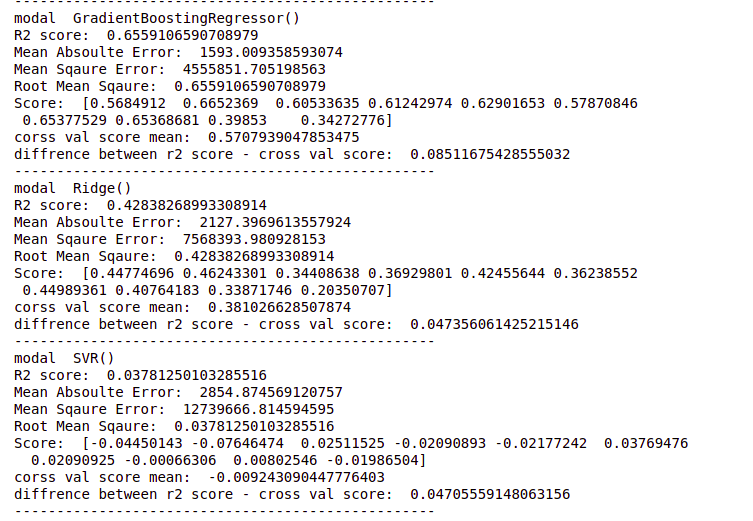 --------------------------------------------------
modal  GradientBoostingRegressor()
R2 score:  0.6559106590708979
Mean Absoulte Error:  1593.009358593074
Mean Sqaure Error:  4555851.705198563
Root Mean Sqaure:  0.6559106590708979
Score:  [0.5684912  0.6652369  0.60533635 0.61242974 0.62901653 0.57870846
 0.65377529 0.65368681 0.39853    0.34272776]
corss val score mean:  0.5707939047853475
diffrence between r2 score - cross val score:  0.08511675428555032
--------------------------------------------------
modal  Ridge()
R2 score:  0.42838268993308914
Mean Absoulte Error:  2127.3969613557924
Mean Sqaure Error:  7568393.980928153
Root Mean Sqaure:  0.42838268993308914
Score:  [0.44774696 0.46243301 0.34408638 0.36929801 0.42455644 0.36238552
 0.44989361 0.40764183 0.33871746 0.20350707]
corss val score mean:  0.381026628507874
diffrence between r2 score - cross val score:  0.047356061425215146
--------------------------------------------------
modal  SVR()
R2 score:  0.03781250103285516
Mean Absoulte Error:  2854.874569120757
Mean Sqaure Error:  12739666.814594595
Root Mean Sqaure:  0.03781250103285516
Score:  [-0.04450143 -0.07646474  0.02511525 -0.02090893 -0.02177242  0.03769476
  0.02090925 -0.00066306  0.00802546 -0.01986504]
corss val score mean:  -0.009243090447776403
diffrence between r2 score - cross val score:  0.04705559148063156
--------------------------------------------------